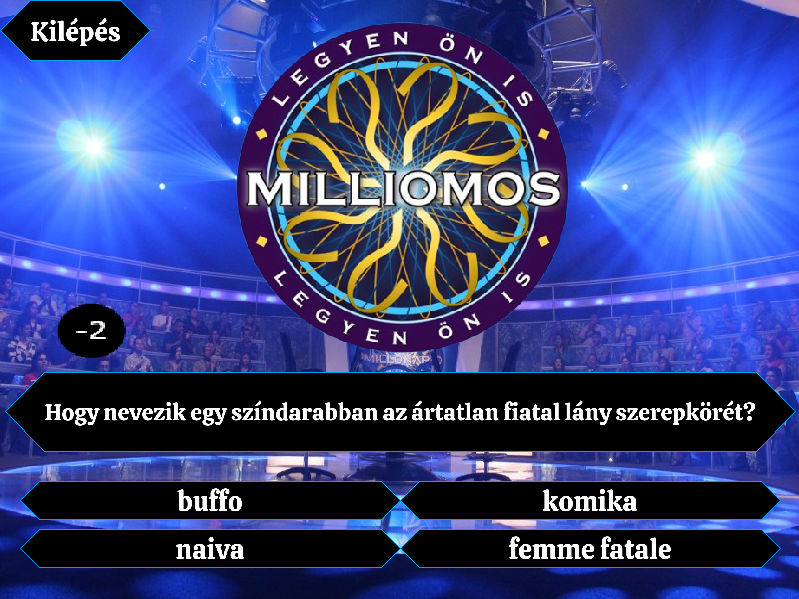 Kilépés
LEGYEN ÖN IS
MILLIOMOS
LEGYEN ÖN IS
-2
Hogy nevezik egy színdarabban az ártatlan fiatal lány szerepkörét?
buffo
komika
naiva
femme fatale